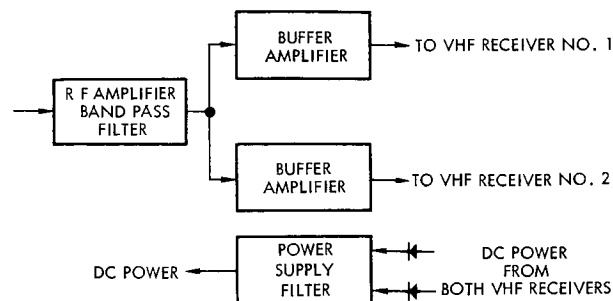 BUFFER
AMPLIFIER
TO VHF RECEIVER NO. 1
R F AMPLIFIER
BAND PASS
FILTER
BUFFER
AMPLIFIER
TO VHF RECEIVER NO. 2
DC POWER
POWER
SUPPLY
FILTER
DC POWER
FROM
BOTH VHF RECEIVERS